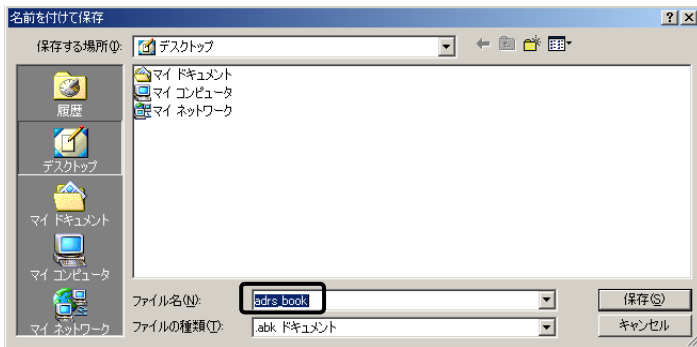 名前を付けて保存
保存する場所(I): デスクトップ
履歴
デスクトップ
マイ ドキュメント
マイ コンピュータ
マイ ネットワーク
マイ ドキュメント
マイ コンピュータ
マイ ネットワーク
ファイル名(N): adrs_book 保存(S)
ファイルの種類(T): .abk ドキュメント キャンセル